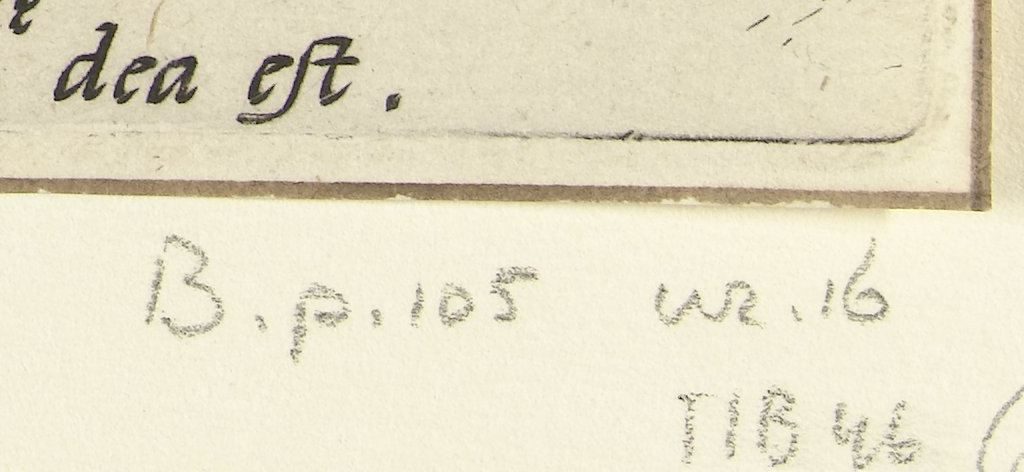 dea est.
B.p.105 nr.16
TIB 46